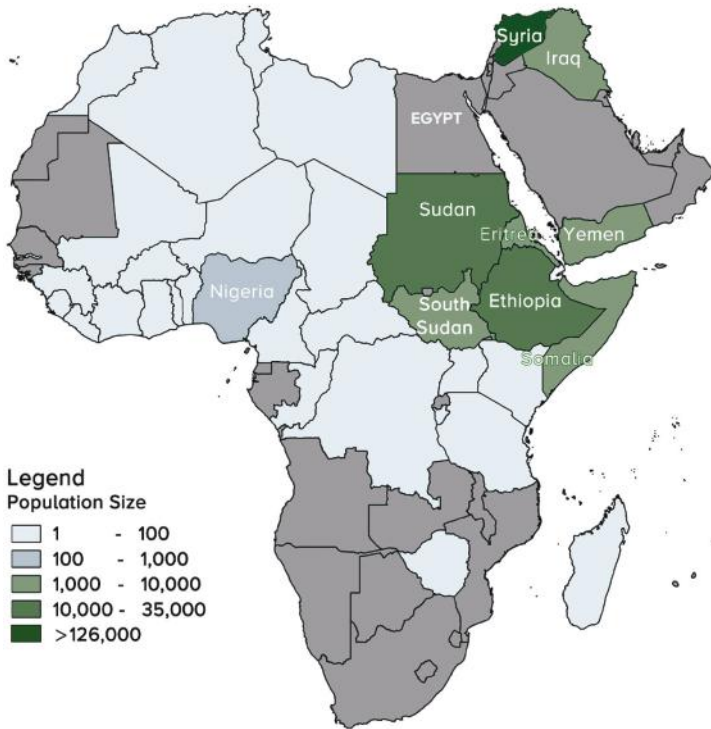 Syria
Iraq
EGYPT
Sudan
Eritrea
Yemen
Nigeria
South
Sudan
Ethiopia
Somalia
Legend
Population Size
1 - 100
100 - 1,000
1,000 - 10,000
10,000 - 35,000
>126,000